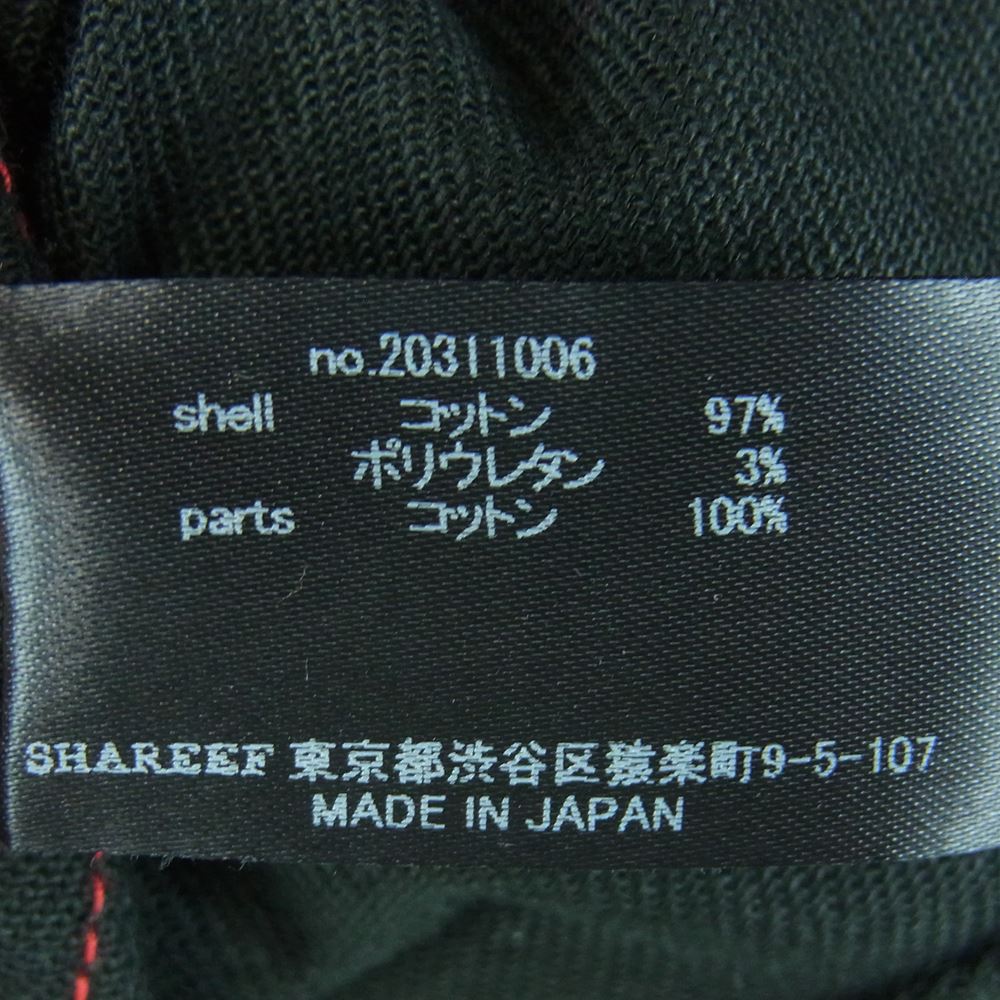 no.20311006
shell コットン 97%
ポリウレタン 3%
parts コットン 100%
SHAREEF 東京都渋谷区猿楽町9-5-107
MADE IN JAPAN